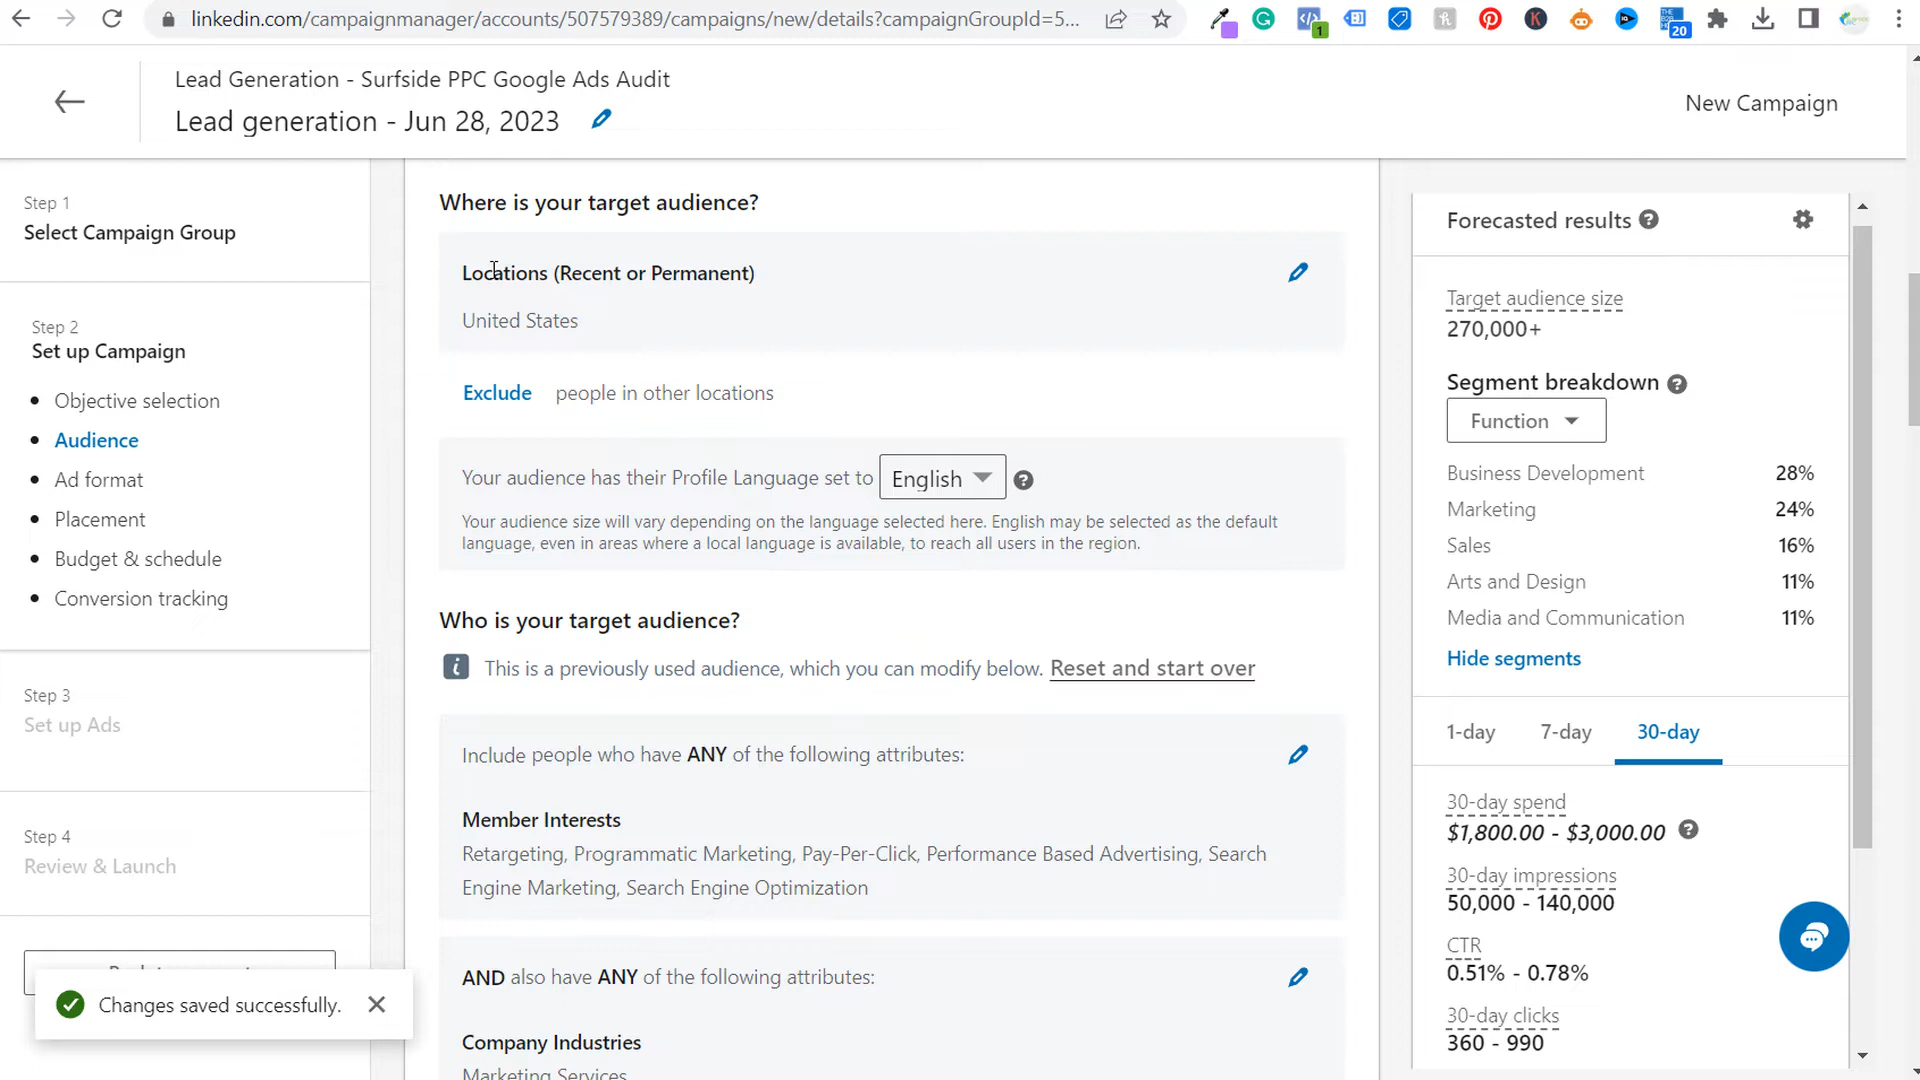 linkedin.com/campaignmanager/accounts/507579389/campaigns/new/details?campaignGroupId=5...
1
20
Lead Generation - Surfside PPC Google Ads Audit
Lead generation - Jun 28, 2023
New Campaign
Step 1
Select Campaign Group
Step 2
Set up Campaign
Objective selection
Audience
Ad format
Placement
Budget & schedule
Conversion tracking
Step 3
Set up Ads
Step 4
Review & Launch
Changes saved successfully.
Where is your target audience?
Locations (Recent or Permanent)
United States
Exclude people in other locations
Your audience has their Profile Language set to English
Your audience size will vary depending on the language selected here. English may be selected as the default
language, even in areas where a local language is available, to reach all users in the region.
Who is your target audience?
This is a previously used audience, which you can modify below. Reset and start over
Include people who have ANY of the following attributes:
Member Interests
Retargeting, Programmatic Marketing, Pay-Per-Click, Performance Based Advertising, Search
Engine Marketing, Search Engine Optimization
AND also have ANY of the following attributes:
Company Industries
Marketing Services
Forecasted results
Target audience size
270,000+
Segment breakdown
Function
Business Development 28%
Marketing 24%
Sales 16%
Arts and Design 11%
Media and Communication 11%
Hide segments
1-day 7-day 30-day
30-day spend
$1,800.00 - $3,000.00
30-day impressions
50,000 - 140,000
CTR
0.51% - 0.78%
30-day clicks
360 - 990